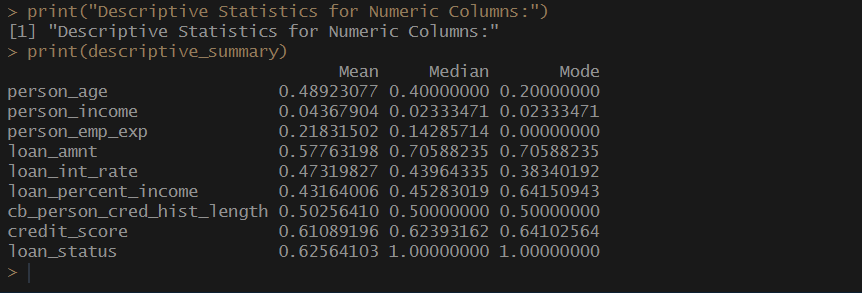 > print("Descriptive Statistics for Numeric Columns:")
[1] "Descriptive Statistics for Numeric Columns:"
> print(descriptive_summary)
                                Mean     Median       Mode
person_age                0.48923077 0.40000000 0.20000000
person_income             0.04367904 0.02333471 0.02333471
person_emp_exp            0.21831502 0.14285714 0.00000000
loan_amnt                 0.57763198 0.70588235 0.70588235
loan_int_rate             0.47319827 0.43964335 0.38340192
loan_percent_income       0.43164006 0.45283019 0.64150943
cb_person_cred_hist_length 0.50256410 0.50000000 0.50000000
credit_score              0.61089196 0.62393162 0.64102564
loan_status               0.62564103 1.00000000 1.00000000
>